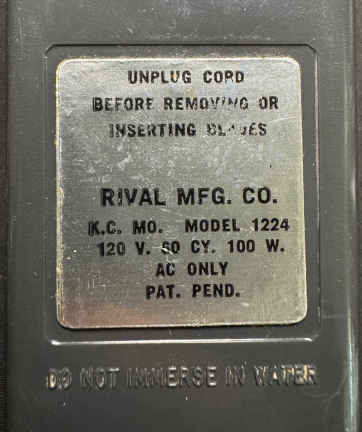 UNPLUG CORD
BEFORE REMOVING OR
INSERTING BLADES
RIVAL MFG. CO.
K.C. MO. MODEL 1224
120 V. 60 CY. 100 W.
AC ONLY
PAT. PEND.
DO NOT IMMERSE IN WATER